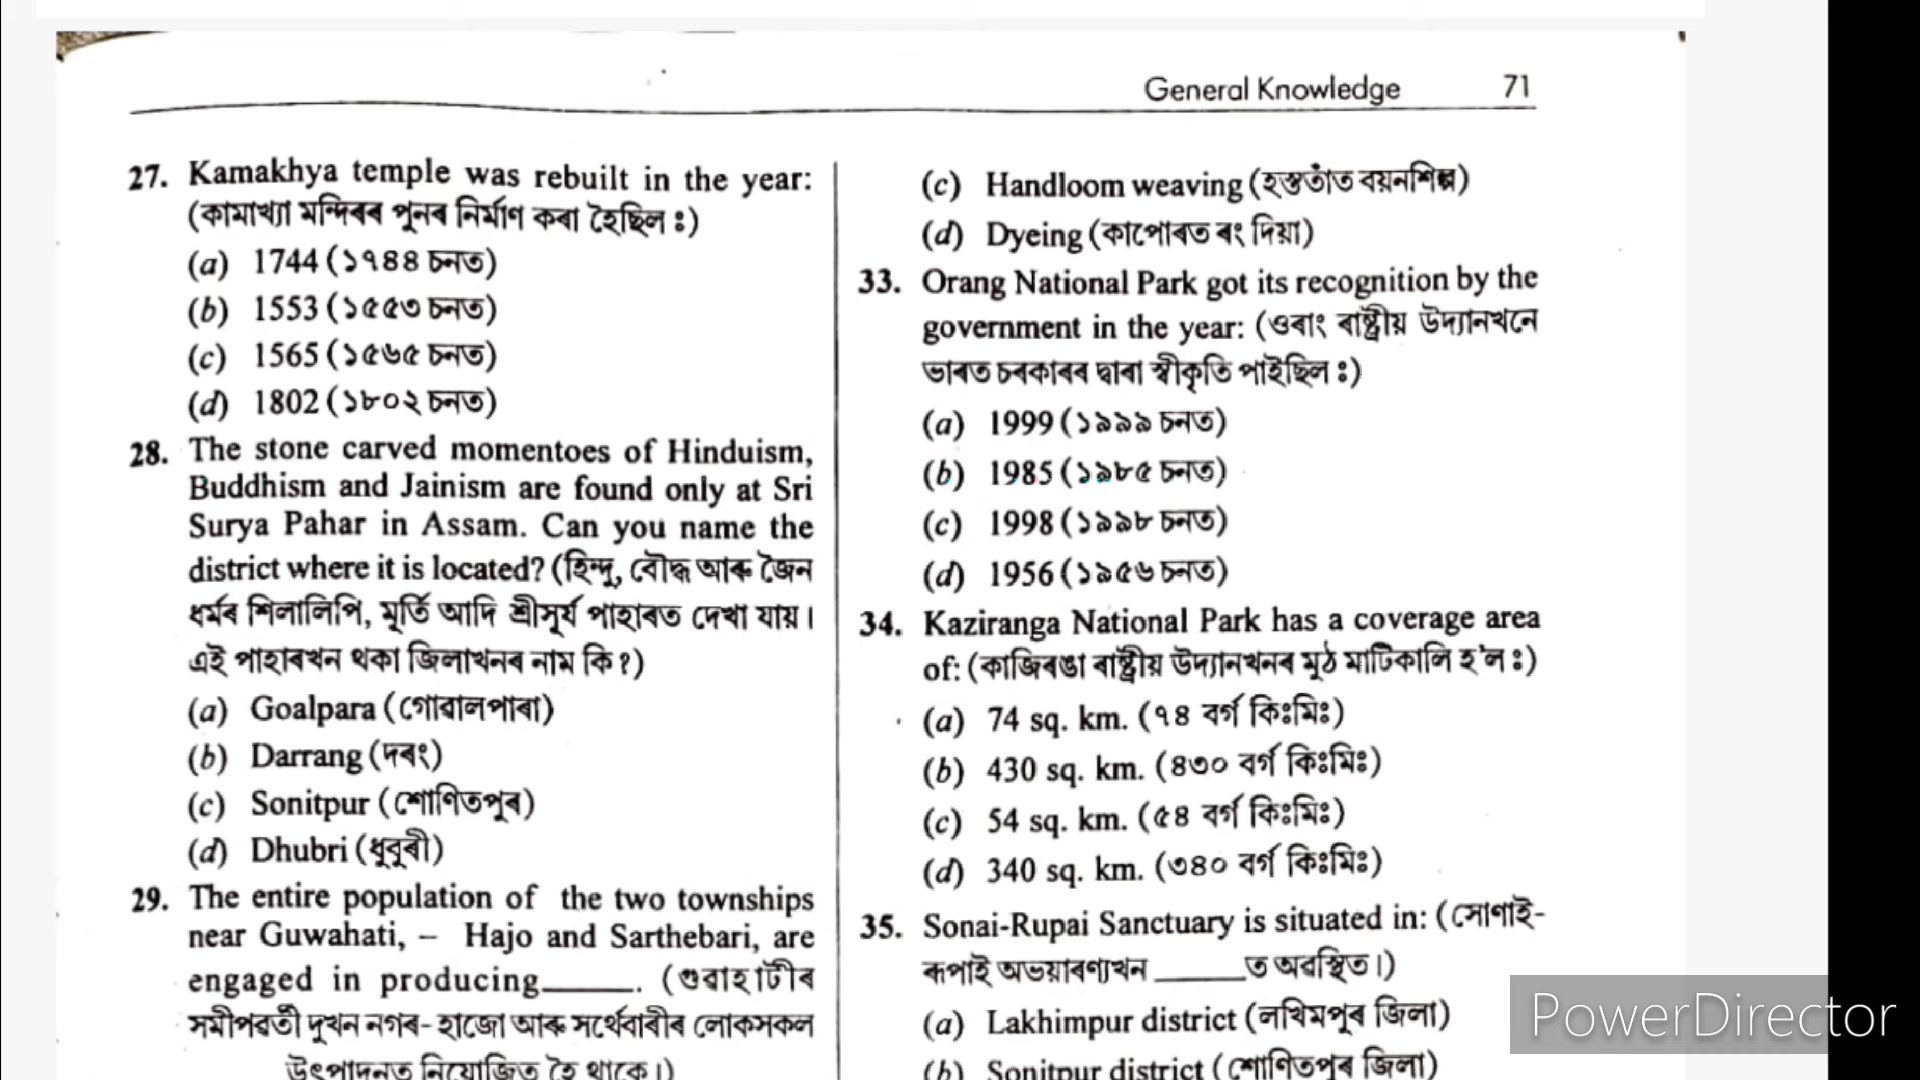 General Knowledge 71
27. Kamakhya temple was rebuilt in the year:
(কামাখ্যা মন্দিৰৰ পুনৰ নিৰ্মাণ কৰা হৈছিল ঃ)
(a) 1744 (১৭৪৪ চনত)
(b) 1553 (১৫৫৩ চনত)
(c) 1565 (১৫৬৫ চনত)
(d) 1802 (১৮০২ চনত)
28. The stone carved momentoes of Hinduism,
Buddhism and Jainism are found only at Sri
Surya Pahar in Assam. Can you name the
district where it is located? (হিন্দু, বৌদ্ধ আৰু জৈন
ধৰ্মৰ শিলালিপি, মূৰ্তি আদি শ্ৰীসূৰ্য পাহাৰত দেখা যায়।
এই পাহাৰখন থকা জিলাখনৰ নাম কি?)
(a) Goalpara (গোৱালপাৰা)
(b) Darrang (দৰং)
(c) Sonitpur (শোণিতপুৰ)
(d) Dhubri (ধুবুৰী)
29. The entire population of the two townships
near Guwahati, – Hajo and Sarthebari, are
engaged in producing______. (গুৱাহাটীৰ
সমীপৱৰ্তী দুখন নগৰ- হাজো আৰু সৰ্থেবাৰীৰ লোকসকল
উৎপাদনত নিয়োজিত হৈ থাকে।)
(c) Handloom weaving (হস্ততাঁত বয়নশিল্প)
(d) Dyeing (কাপোৰত ৰং দিয়া)
33. Orang National Park got its recognition by the
government in the year: (ওৰাং ৰাষ্ট্ৰীয় উদ্যানখনে
ভাৰত চৰকাৰৰ দ্বাৰা স্বীকৃতি পাইছিল ঃ)
(a) 1999 (১৯৯৯ চনত)
(b) 1985 (১৯৮৫ চনত)
(c) 1998 (১৯৯৮ চনত)
(d) 1956 (১৯৫৬ চনত)
34. Kaziranga National Park has a coverage area
of: (কাজিৰঙা ৰাষ্ট্ৰীয় উদ্যানখনৰ মুঠ মাটিকালি হ'ল ঃ)
(a) 74 sq. km. (৭৪ বৰ্গ কিঃমিঃ)
(b) 430 sq. km. (৪৩০ বৰ্গ কিঃমিঃ)
(c) 54 sq. km. (৫৪ বৰ্গ কিঃমিঃ)
(d) 340 sq. km. (৩৪০ বৰ্গ কিঃমিঃ)
35. Sonai-Rupai Sanctuary is situated in: (সোণাই-
ৰূপাই অভয়াৰণ্যখন ______ত অৱস্থিত।)
(a) Lakhimpur district (লখিমপুৰ জিলা)
(b) Sonitpur district (শোণিতপুৰ জিলা)
PowerDirector